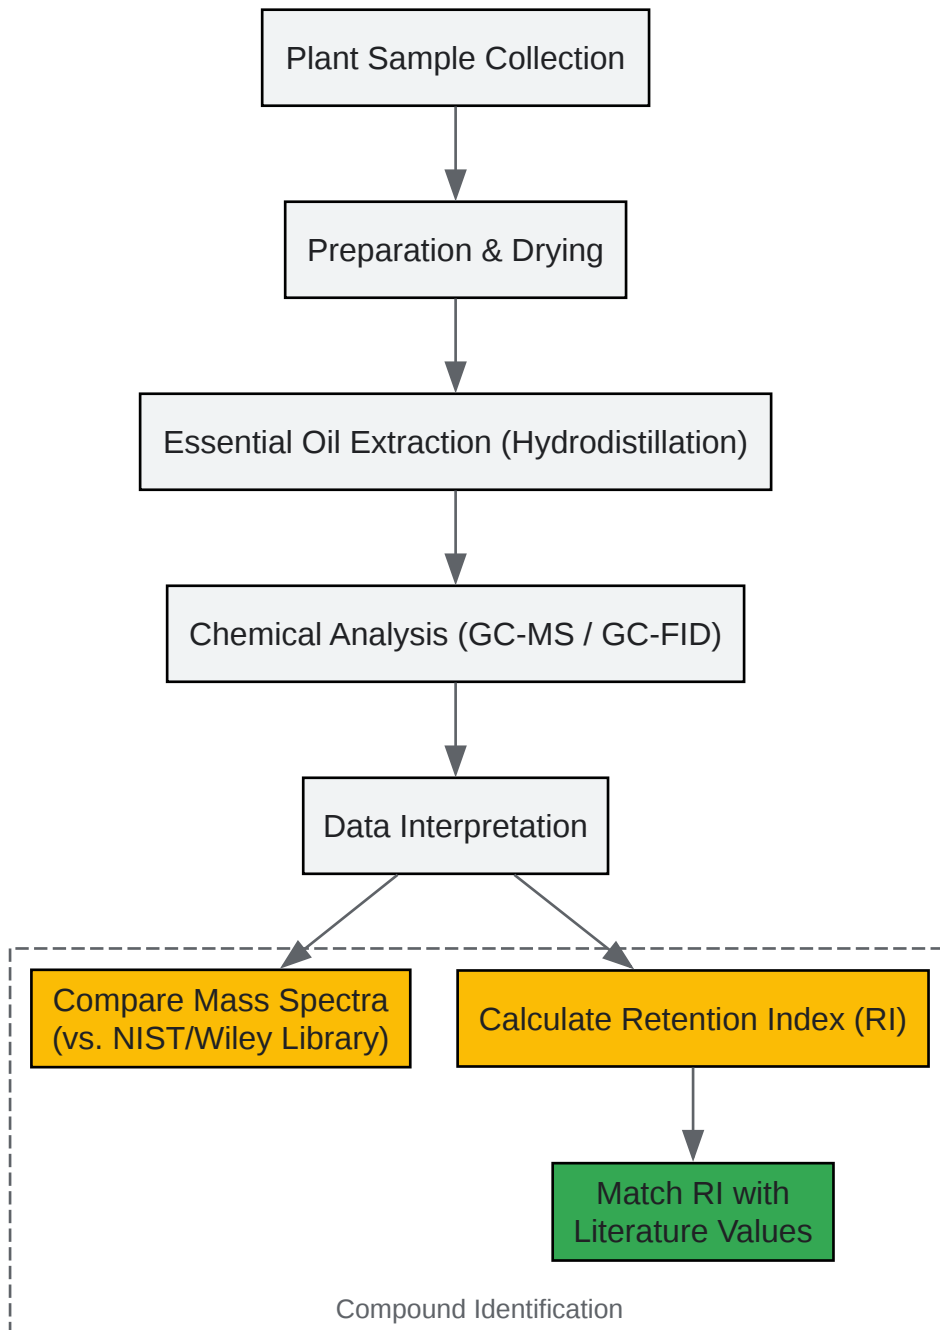 Plant Sample Collection
Preparation & Drying
Essential Oil Extraction (Hydrodistillation)
Chemical Analysis (GC-MS / GC-FID)
Data Interpretation
Compare Mass Spectra
(vs. NIST/Wiley Library)
Calculate Retention Index (RI)
Match RI with
Literature Values
Compound Identification